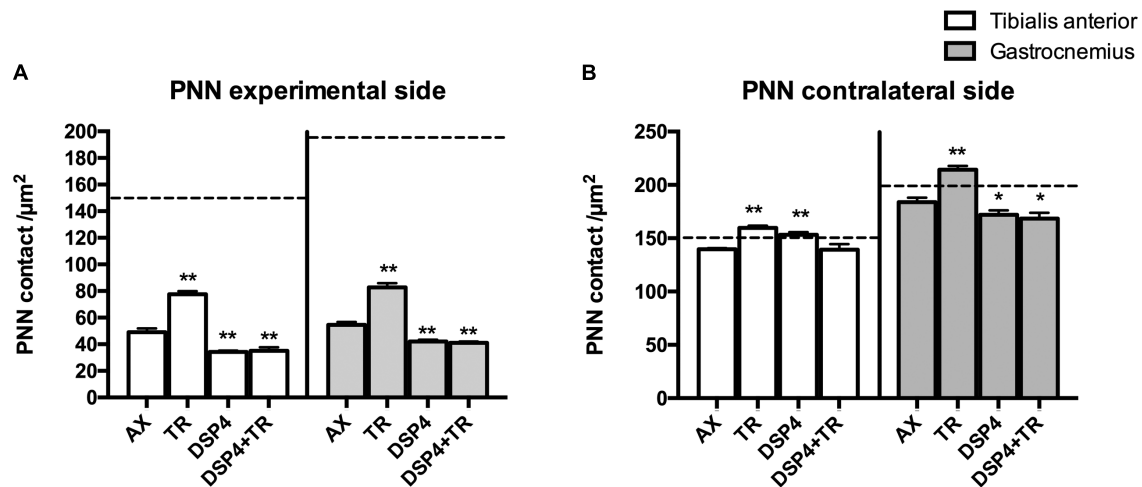 Tibialis anterior
Gastrocnemius
A
PNN experimental side
PNN contact /µm²
200
180
160
140
120
100
80
60
40
20
0
**
**
**
**
**
**
AX
TR
DSP4
DSP4+TR
AX
TR
DSP4
DSP4+TR
B
PNN contralateral side
PNN contact /µm²
250
200
150
100
50
0
**
**
**
*
*
AX
TR
DSP4
DSP4+TR
AX
TR
DSP4
DSP4+TR